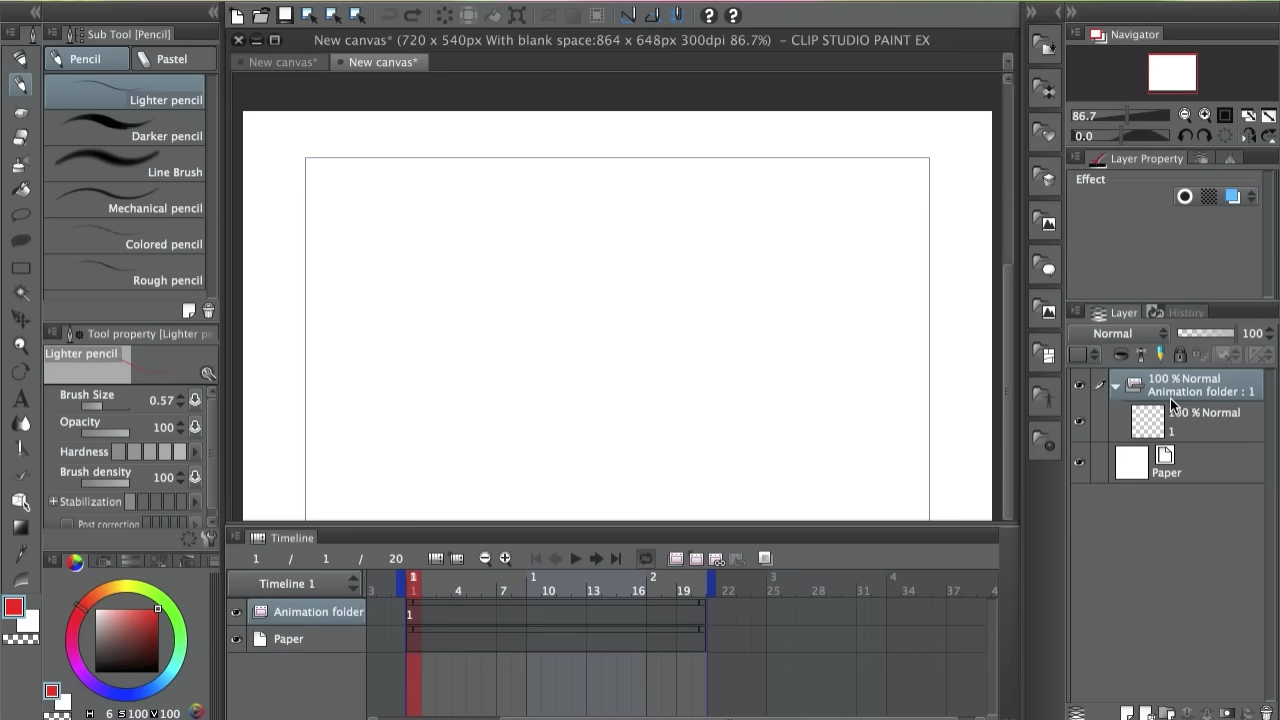 Sub Tool [Pencil]
Pencil
Pastel
Lighter pencil
Darker pencil
Line Brush
Mechanical pencil
Colored pencil
Rough pencil
Tool property [Lighter p
Lighter pencil
Brush Size 0.57
Opacity 100
Hardness
Brush density 100
Stabilization
Post correction
H 6 S 100 V 100
New canvas* (720 x 540px With blank space:864 x 648px 300dpi 86.7%) - CLIP STUDIO PAINT EX
New canvas*
New canvas*
Timeline
1 / 1 / 20
Timeline 1
1 1 2 3 4
3 1 4 7 10 13 16 19 22 25 28 31 34 37 4
Animation folder
1
Paper
Navigator
86.7
0.0
Layer Property
Effect
Layer
History
Normal 100
100 % Normal
Animation folder : 1
% Normal
1
Paper